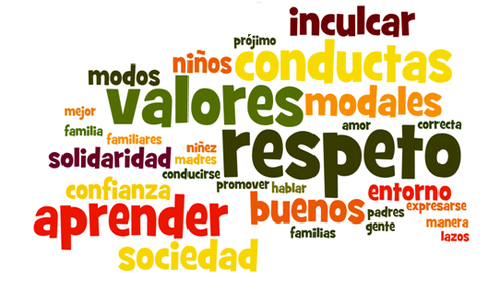 inculcar
prójimo
niños conductas
modos
valores modales
mejor
amor correcta
familia
familiares
respeto
niñez
solidaridad madres
conducirse
confianza promover hablar entorno
aprender buenos padres expresarse
gente manera
familias lazos
sociedad